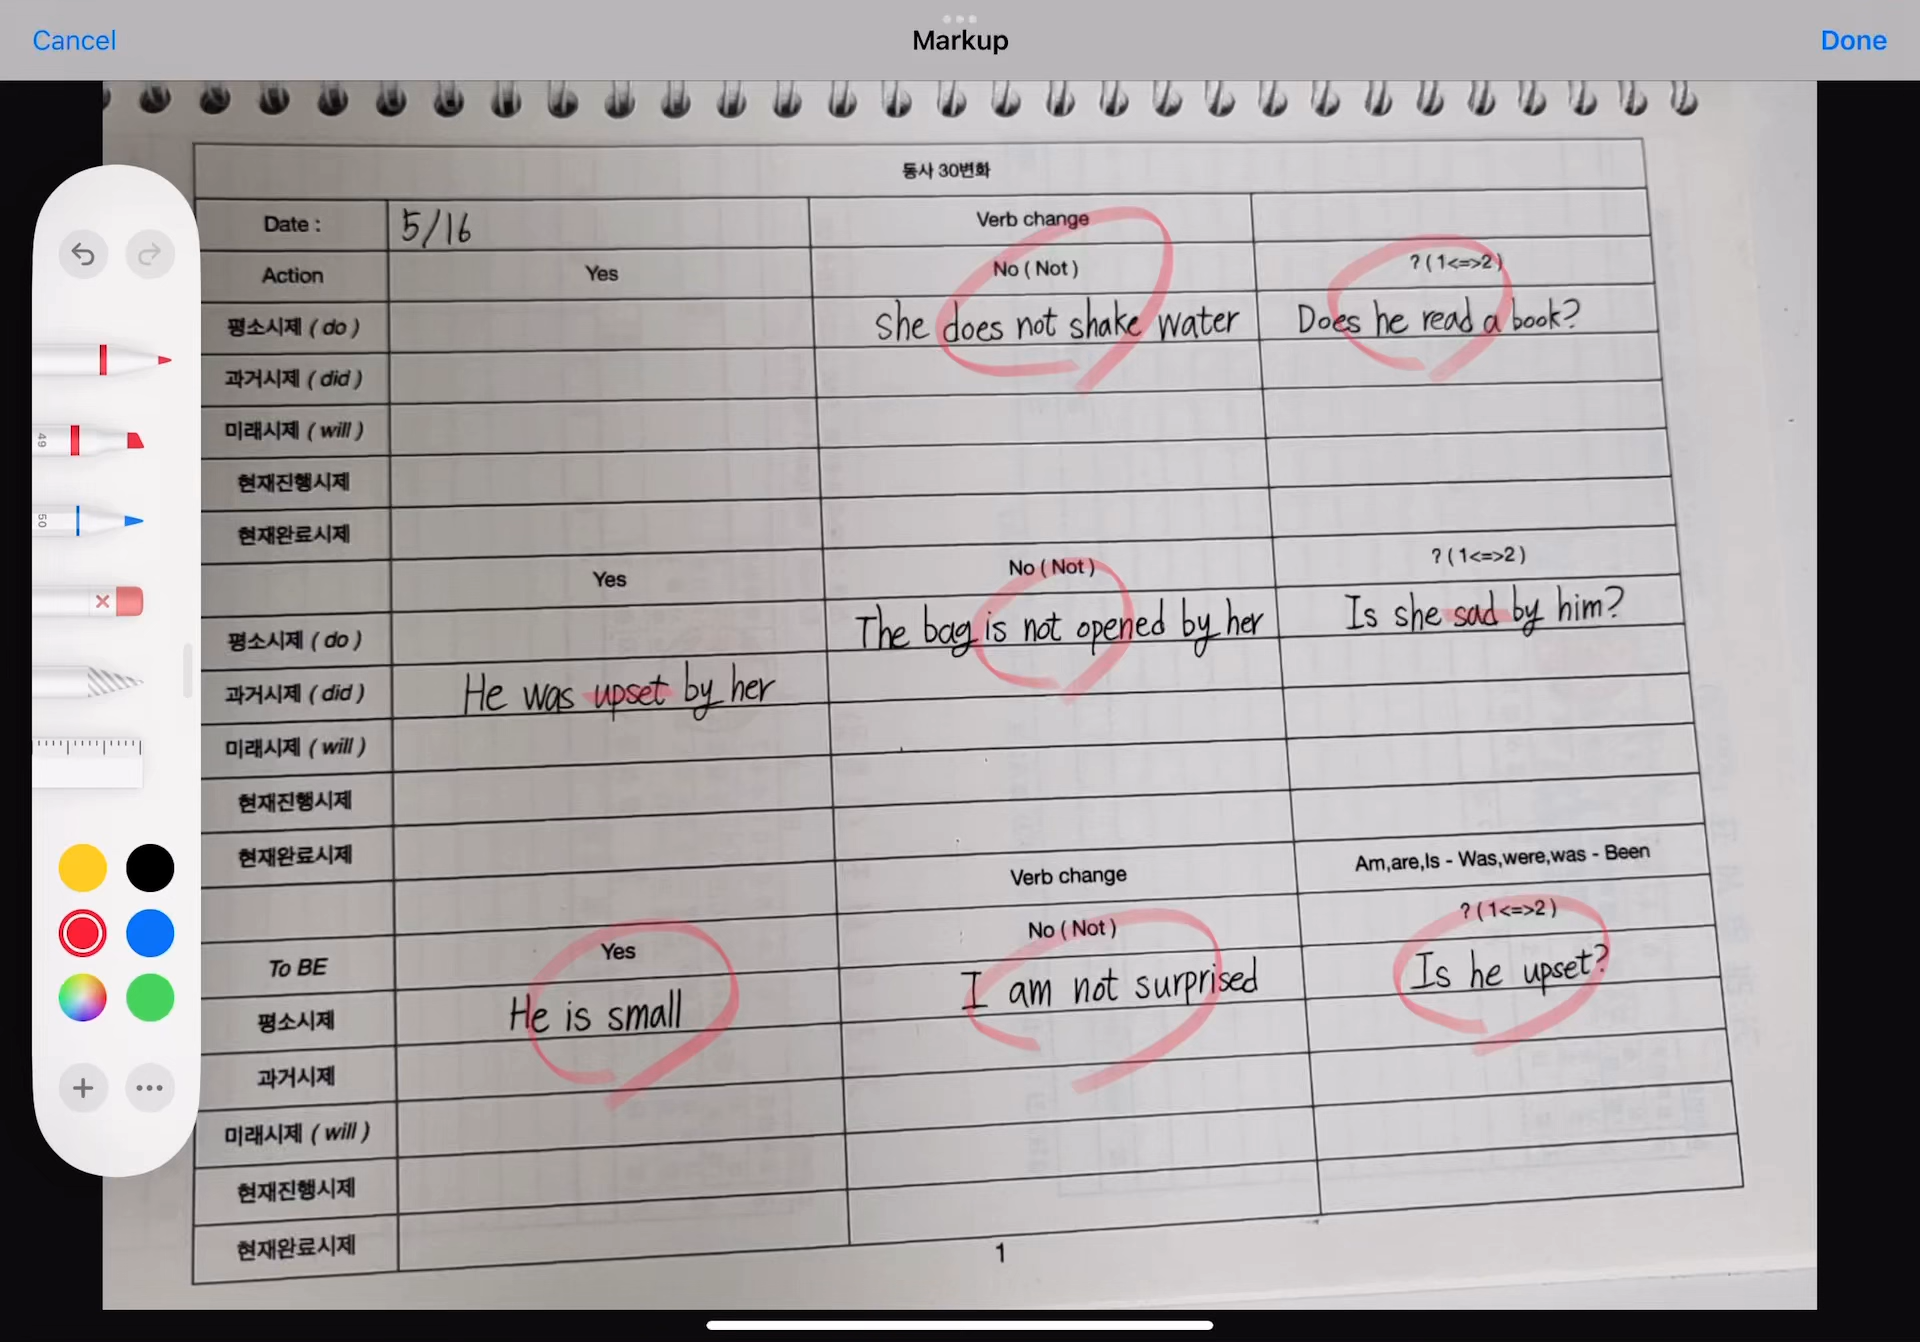 Cancel Markup Done
동사 30변화
Date : 5/16 Verb change
Action Yes No ( Not ) ? ( 1<=>2 )
평소시제 ( do ) She does not shake water Does he read a book?
과거시제 ( did )
미래시제 ( will )
현재진행시제
현재완료시제
Yes No ( Not ) ? ( 1<=>2 )
평소시제 ( do ) The bag is not opened by her Is she sad by him?
과거시제 ( did ) He was upset by her
미래시제 ( will )
현재진행시제
현재완료시제
Verb change Am,are,Is - Was,were,was - Been
To BE Yes No ( Not ) ? ( 1<=>2 )
평소시제 He is small I am not surprised Is he upset?
과거시제
미래시제 ( will )
현재진행시제
현재완료시제
1
49
50